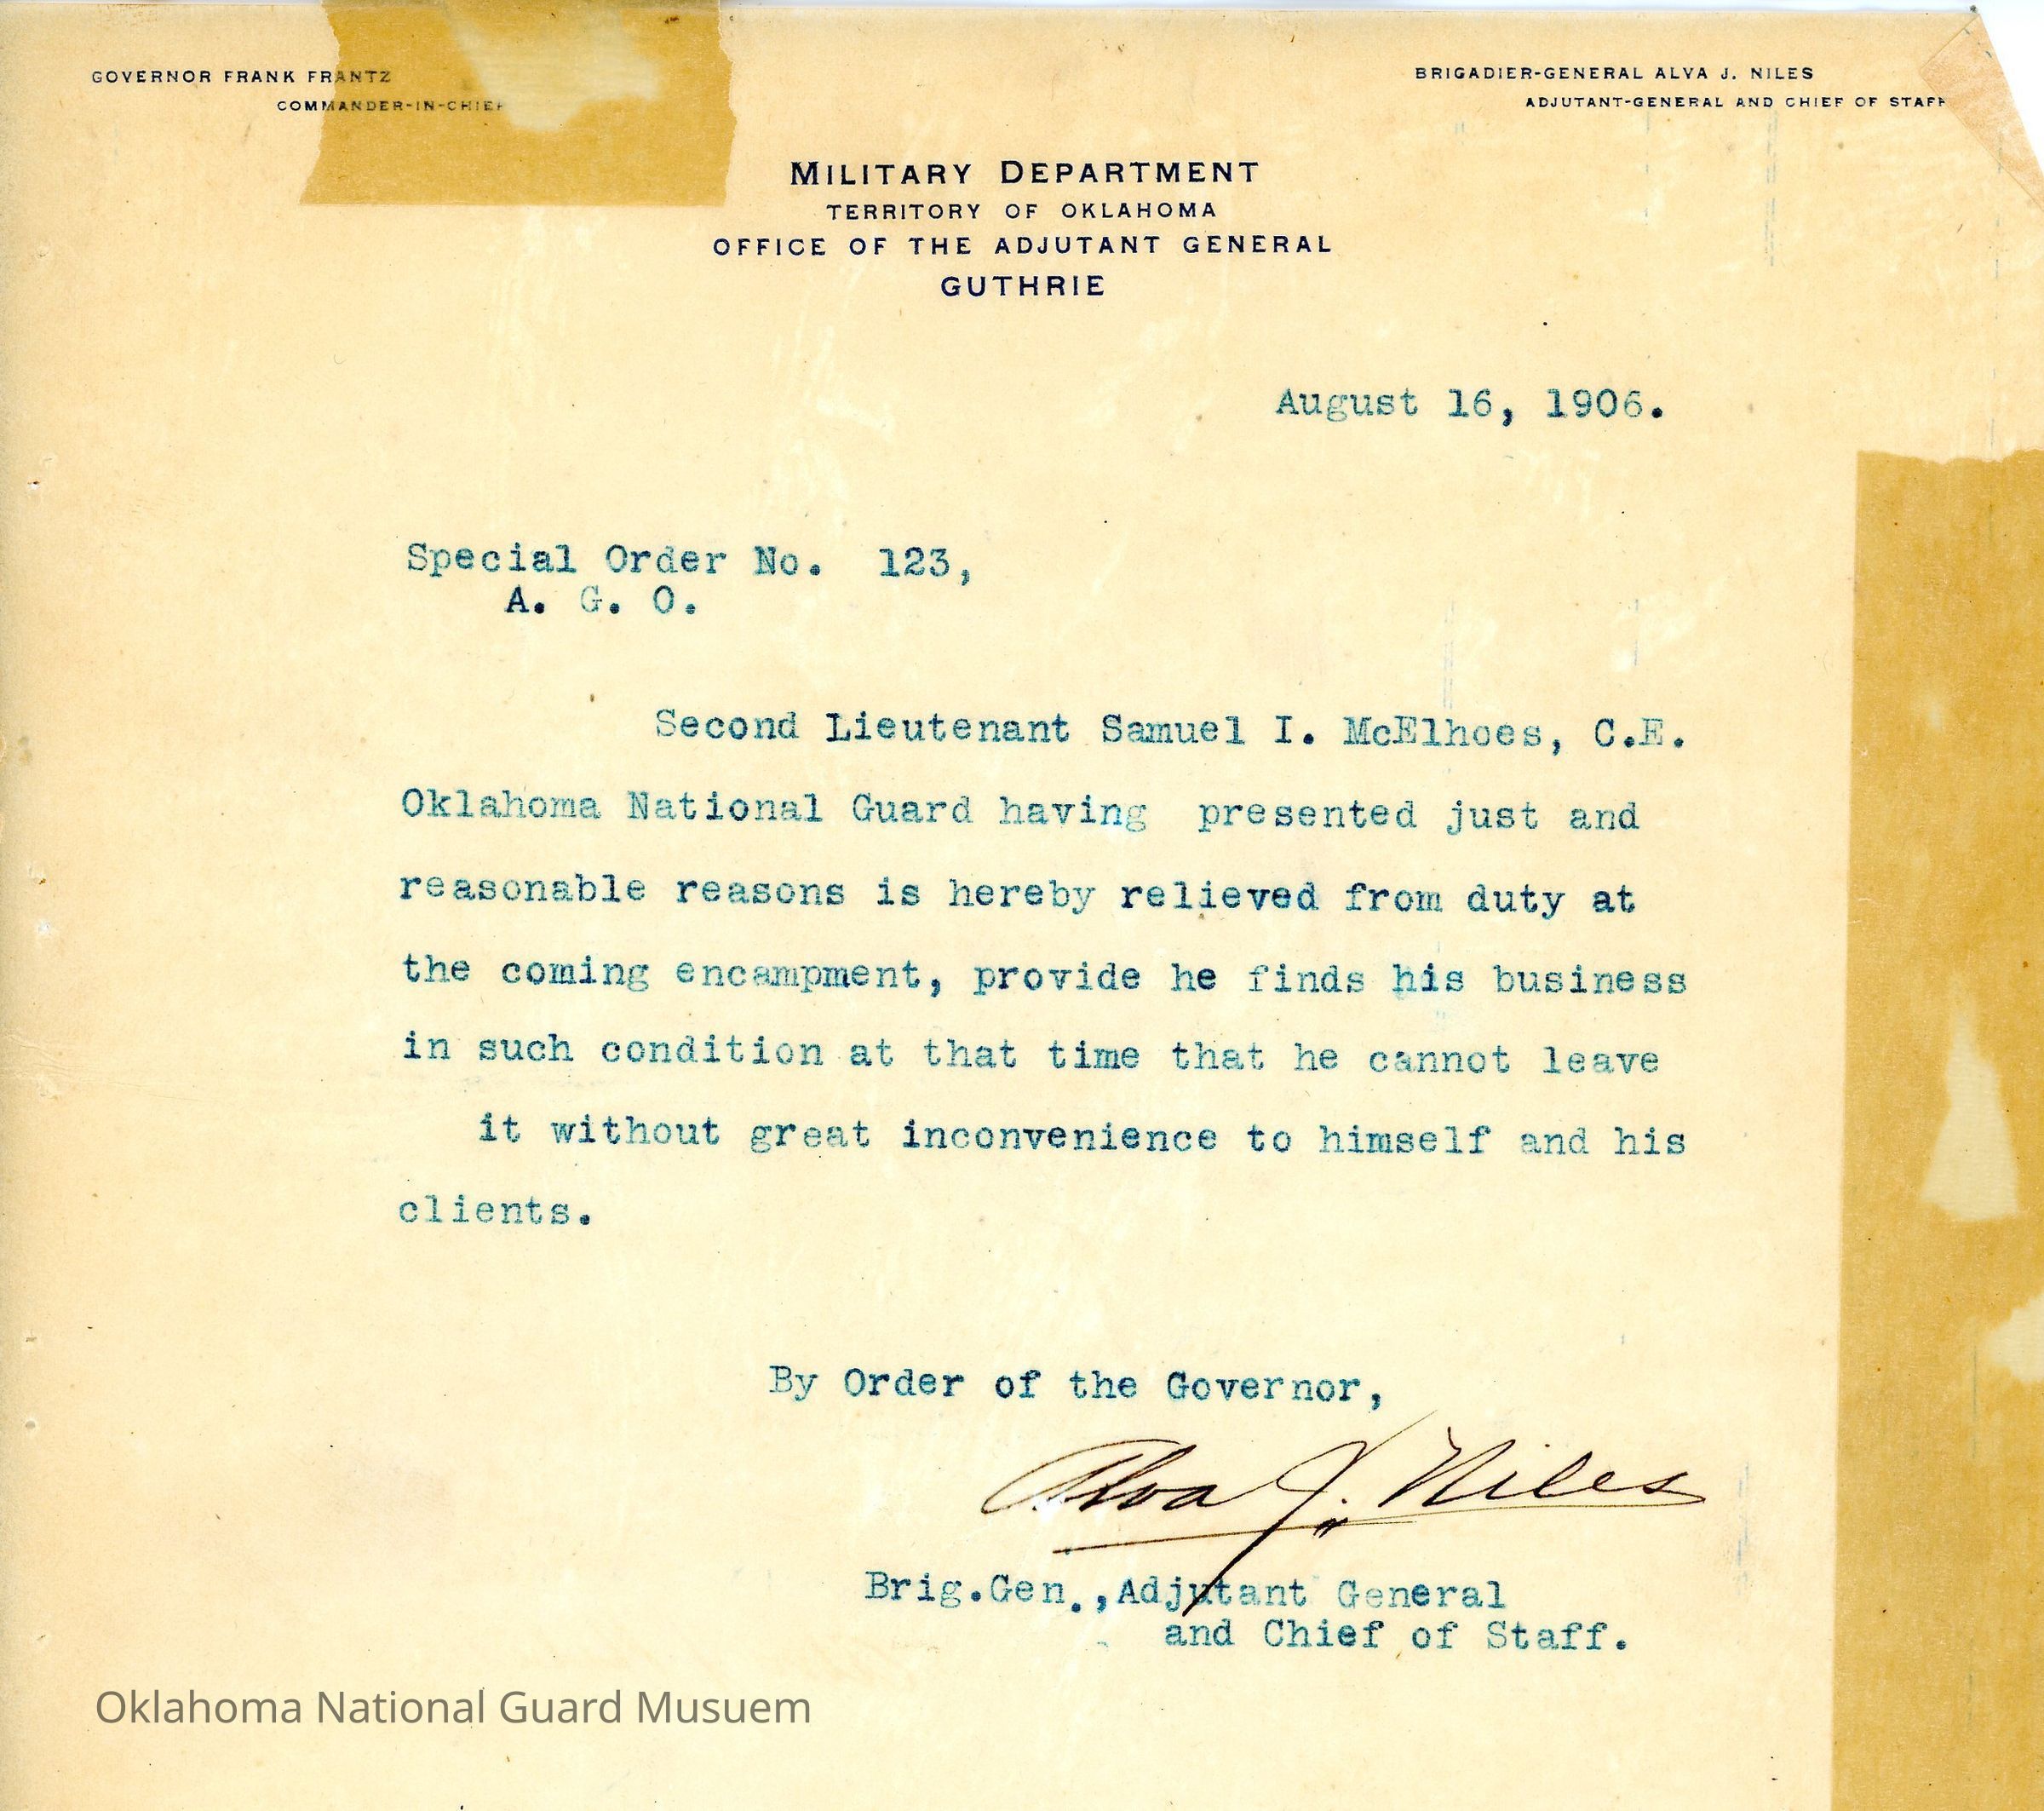 GOVERNOR FRANK FRANTZ
COMMANDER-IN-CHIEF
BRIGADIER-GENERAL ALVA J. NILES
ADJUTANT-GENERAL AND CHIEF OF STAFF
MILITARY DEPARTMENT
TERRITORY OF OKLAHOMA
OFFICE OF THE ADJUTANT GENERAL
GUTHRIE
August 16, 1906.
Special Order No. 123,
A. G. O.
Second Lieutenant Samuel I. McElhoes, C.E.
Oklahoma National Guard having presented just and
reasonable reasons is hereby relieved from duty at
the coming encampment, provide he finds his business
in such condition at that time that he cannot leave
it without great inconvenience to himself and his
clients.
By Order of the Governor,
Alva J. Niles
Brig.Gen.,Adjutant General
and Chief of Staff.
Oklahoma National Guard Musuem